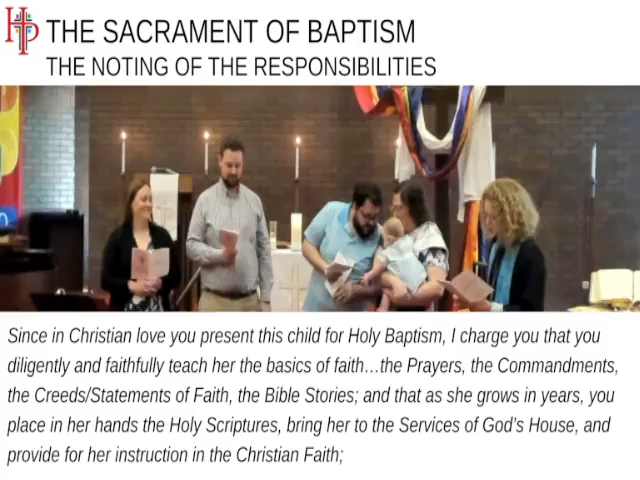 HP
THE SACRAMENT OF BAPTISM
THE NOTING OF THE RESPONSIBILITIES
Since in Christian love you present this child for Holy Baptism, I charge you that you
diligently and faithfully teach her the basics of faith…the Prayers, the Commandments,
the Creeds/Statements of Faith, the Bible Stories; and that as she grows in years, you
place in her hands the Holy Scriptures, bring her to the Services of God’s House, and
provide for her instruction in the Christian Faith;